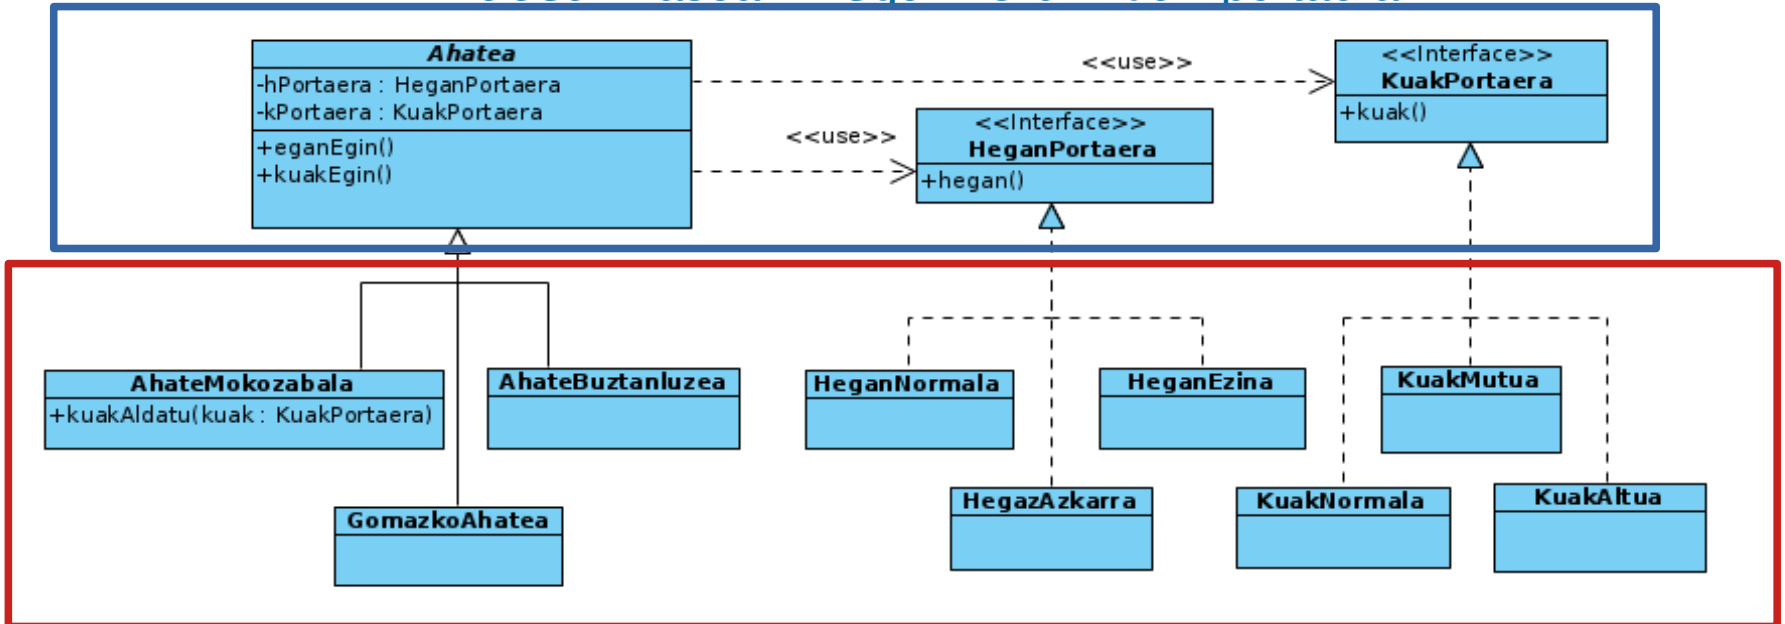 Ahatea
-hPortaera : HeganPortaera
-kPortaera : KuakPortaera
+eganEgin()
+kuakEgin()
<<use>>
<<use>>
<<Interface>>
HeganPortaera
+hegan()
<<Interface>>
KuakPortaera
+kuak()
AhateMokozabala
+kuakAldatu(kuak : KuakPortaera)
AhateBuztanluzea
GomazkoAhatea
HeganNormala
HeganEzina
HegazAzkarra
KuakMutua
KuakNormala
KuakAltua